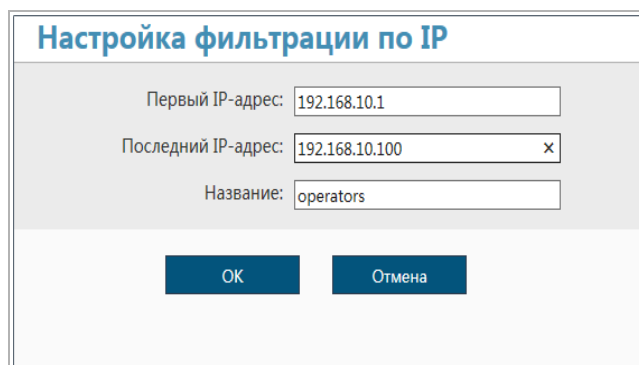 Настройка фильтрации по IP
Первый IP-адрес: 192.168.10.1
Последний IP-адрес: 192.168.10.100 ×
Название: operators
OK Отмена